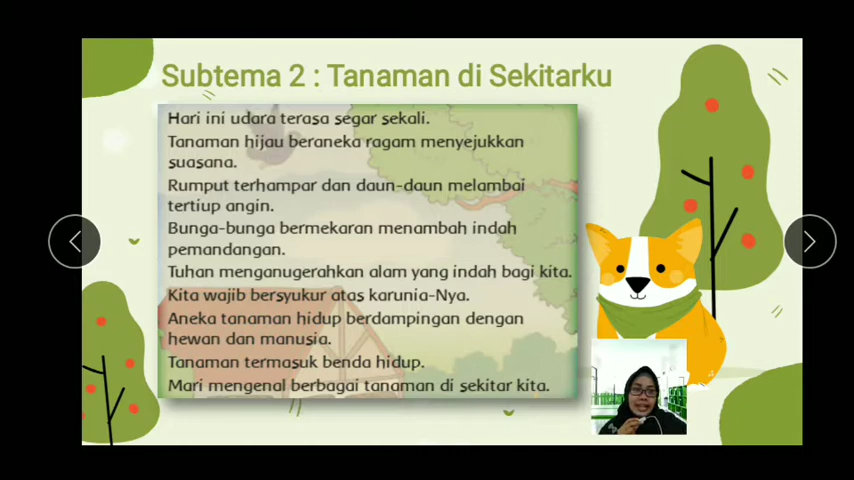 Subtema 2 : Tanaman di Sekitarku
Hari ini udara terasa segar sekali.
Tanaman hijau beraneka ragam menyejukkan
suasana.
Rumput terhampar dan daun-daun melambai
tertiup angin.
Bunga-bunga bermekaran menambah indah
pemandangan.
Tuhan menganugerahkan alam yang indah bagi kita.
Kita wajib bersyukur atas karunia-Nya.
Aneka tanaman hidup berdampingan dengan
hewan dan manusia.
Tanaman termasuk benda hidup.
Mari mengenal berbagai tanaman di sekitar kita.